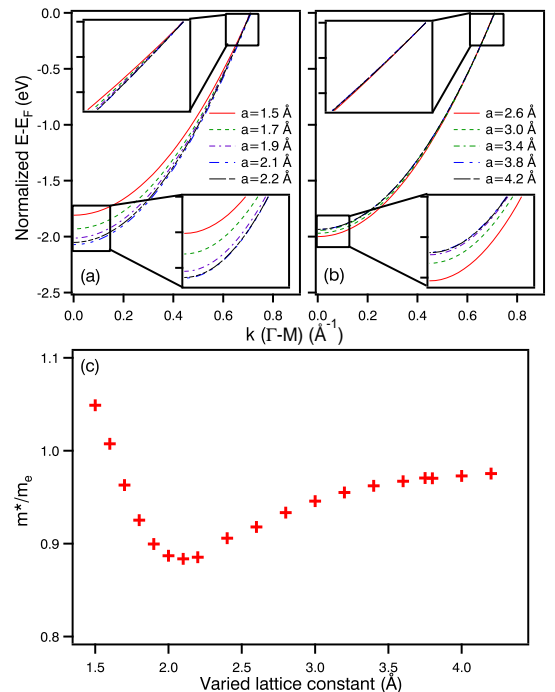 0.0
-0.5
-1.0
-1.5
-2.0
-2.5
Normalized E-E_F (eV)
a=1.5 Å
a=1.7 Å
a=1.9 Å
a=2.1 Å
a=2.2 Å
(a)
0.0 0.2 0.4 0.6 0.8
a=2.6 Å
a=3.0 Å
a=3.4 Å
a=3.8 Å
a=4.2 Å
(b)
0.0 0.2 0.4 0.6 0.8
k (Γ-M) (Å⁻¹)
(c)
1.1
1.0
0.9
0.8
m*/m_e
1.5 2.0 2.5 3.0 3.5 4.0
Varied lattice constant (Å)